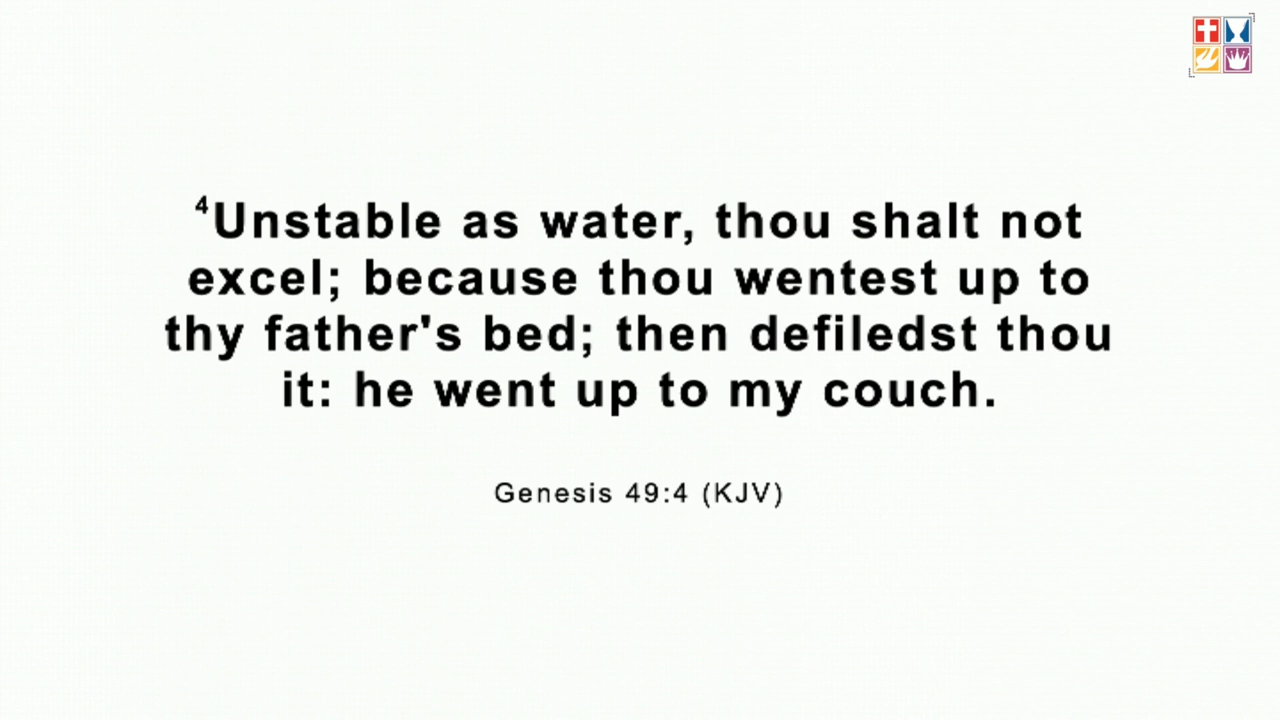 ⁴Unstable as water, thou shalt not
excel; because thou wentest up to
thy father's bed; then defiledst thou
it: he went up to my couch.
Genesis 49:4 (KJV)